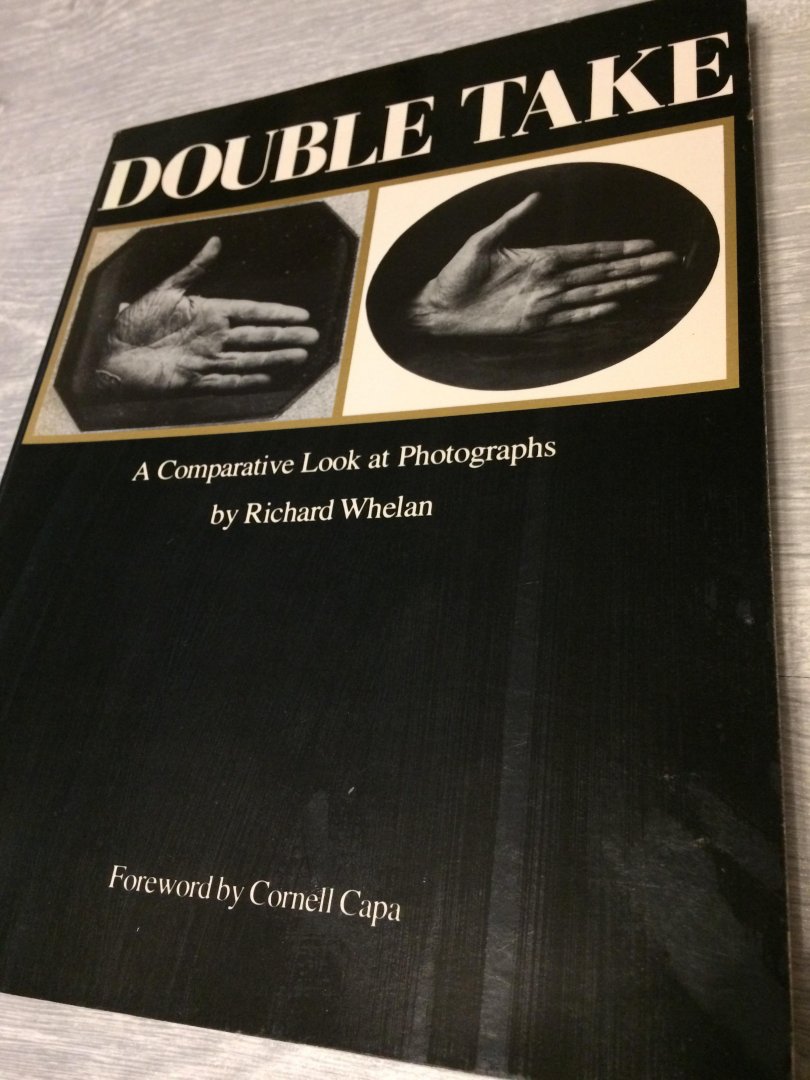 DOUBLE TAKE
A Comparative Look at Photographs
by Richard Whelan
Foreword by Cornell Capa